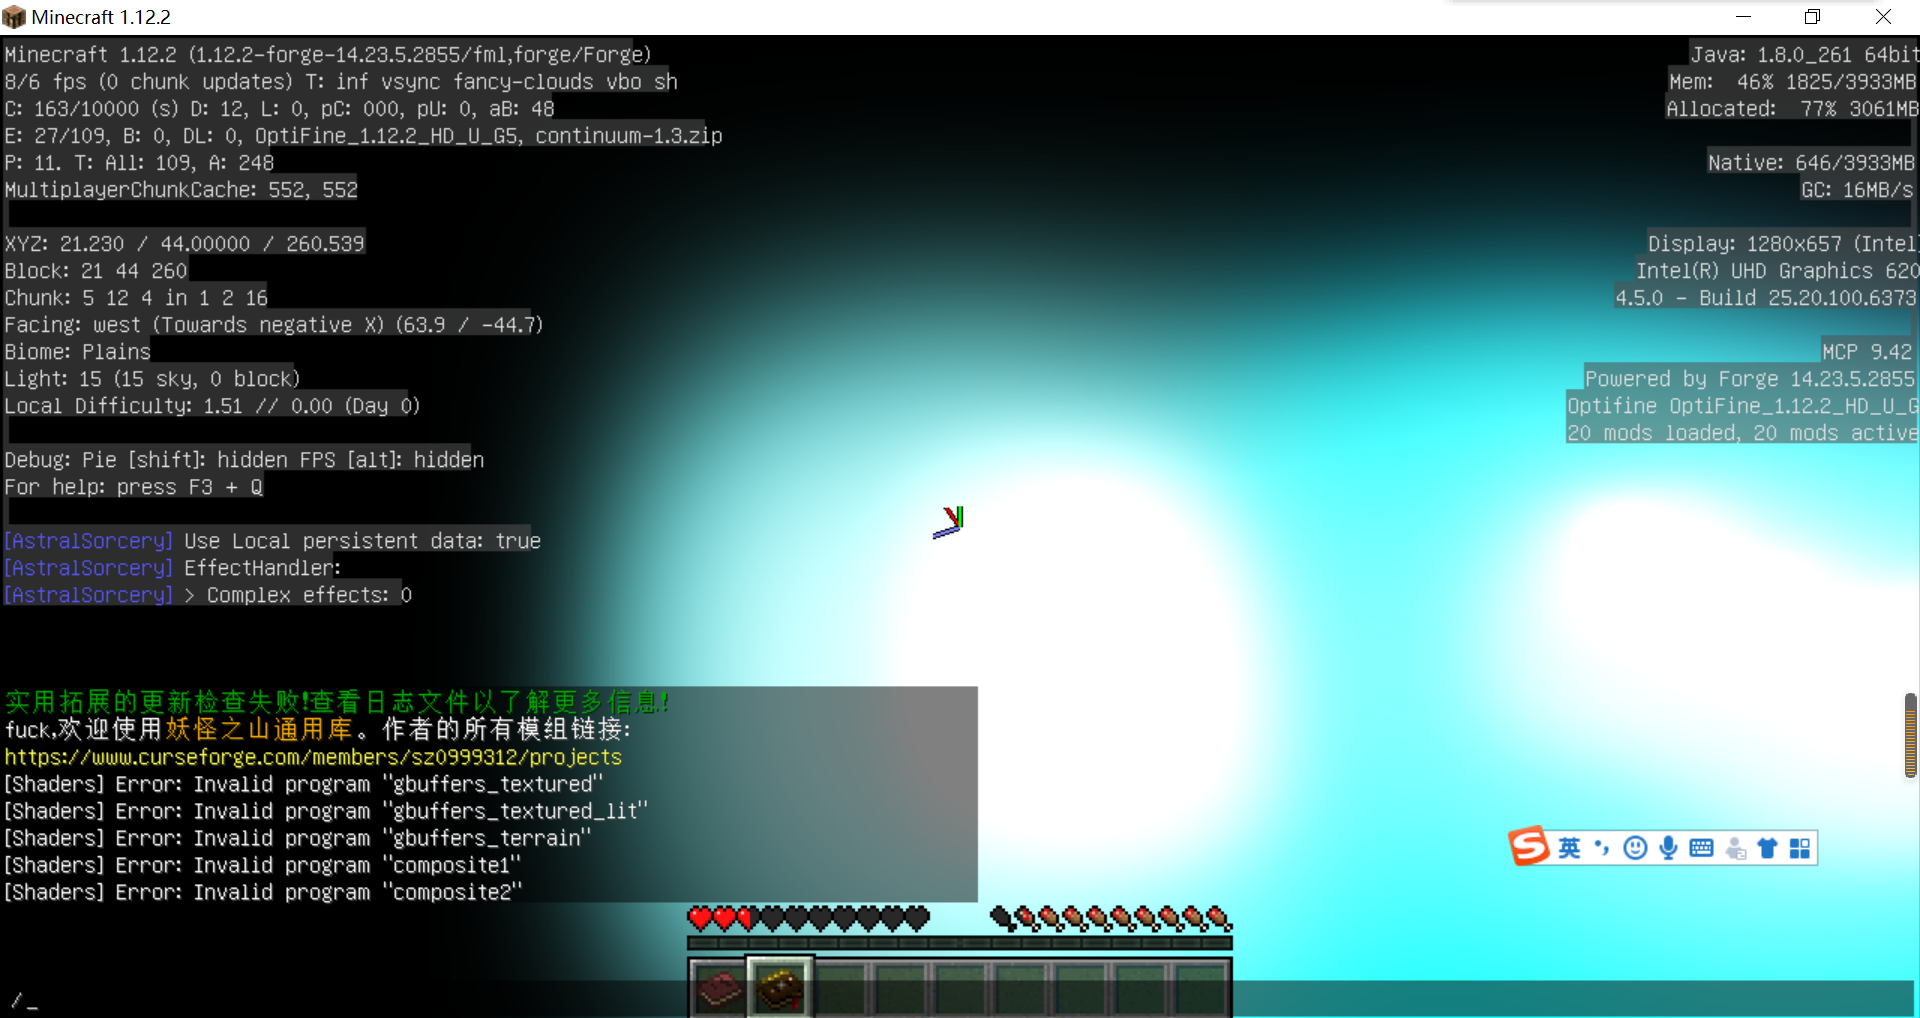 Minecraft 1.12.2
Minecraft 1.12.2 (1.12.2-forge-14.23.5.2855/fml,forge/Forge)
8/6 fps (0 chunk updates) T: inf vsync fancy-clouds vbo sh
C: 163/10000 (s) D: 12, L: 0, pC: 000, pU: 0, aB: 48
E: 27/109, B: 0, DL: 0, OptiFine_1.12.2_HD_U_G5, continuum-1.3.zip
P: 11. T: All: 109, A: 248
MultiplayerChunkCache: 552, 552
XYZ: 21.230 / 44.00000 / 260.539
Block: 21 44 260
Chunk: 5 12 4 in 1 2 16
Facing: west (Towards negative X) (63.9 / -44.7)
Biome: Plains
Light: 15 (15 sky, 0 block)
Local Difficulty: 1.51 // 0.00 (Day 0)
Debug: Pie [shift]: hidden FPS [alt]: hidden
For help: press F3 + Q
[AstralSorcery] Use Local persistent data: true
[AstralSorcery] EffectHandler:
[AstralSorcery] > Complex effects: 0
Java: 1.8.0_261 64bit
Mem: 46% 1825/3933MB
Allocated: 77% 3061MB
Native: 646/3933MB
GC: 16MB/s
Display: 1280x657 (Intel)
Intel(R) UHD Graphics 620
4.5.0 - Build 25.20.100.6373
MCP 9.42
Powered by Forge 14.23.5.2855
Optifine OptiFine_1.12.2_HD_U_G
20 mods loaded, 20 mods active
实用拓展的更新检查失败!查看日志文件以了解更多信息!
fuck,欢迎使用妖怪之山通用库。作者的所有模组链接:
https://www.curseforge.com/members/sz0999312/projects
[Shaders] Error: Invalid program "gbuffers_textured"
[Shaders] Error: Invalid program "gbuffers_textured_lit"
[Shaders] Error: Invalid program "gbuffers_terrain"
[Shaders] Error: Invalid program "composite1"
[Shaders] Error: Invalid program "composite2"
英
/_